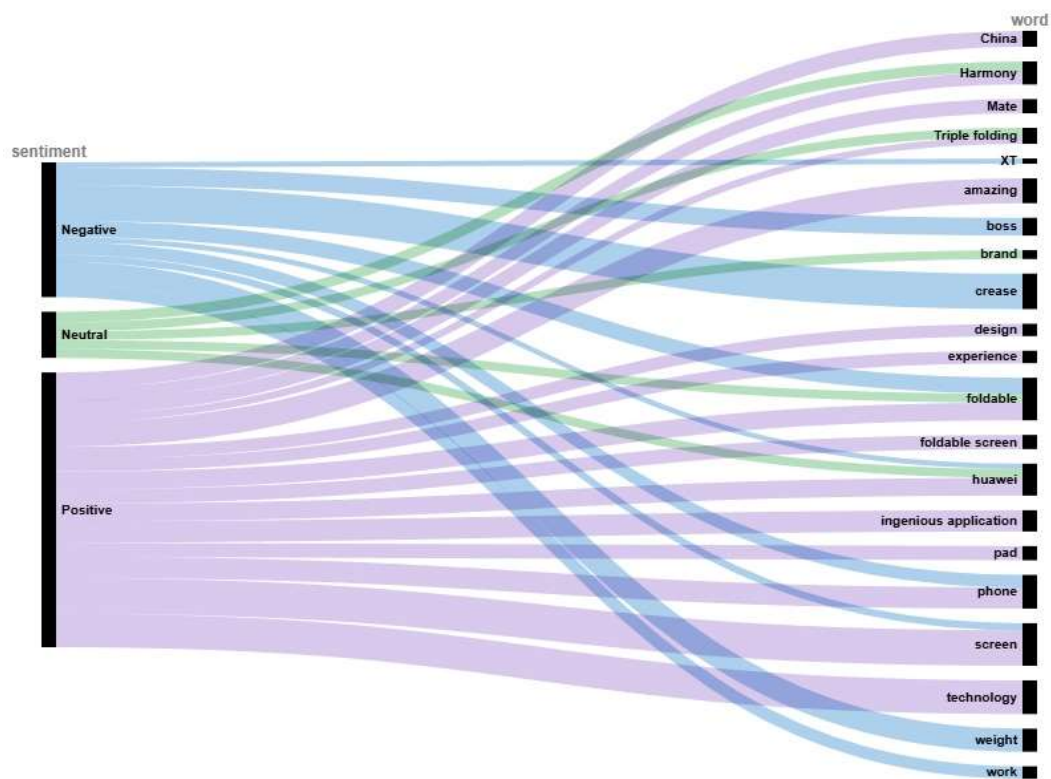 word
China
Harmony
Mate
Triple folding
sentiment
XT
amazing
Negative
boss
brand
crease
Neutral
design
experience
foldable
foldable screen
huawei
Positive
ingenious application
pad
phone
screen
technology
weight
work